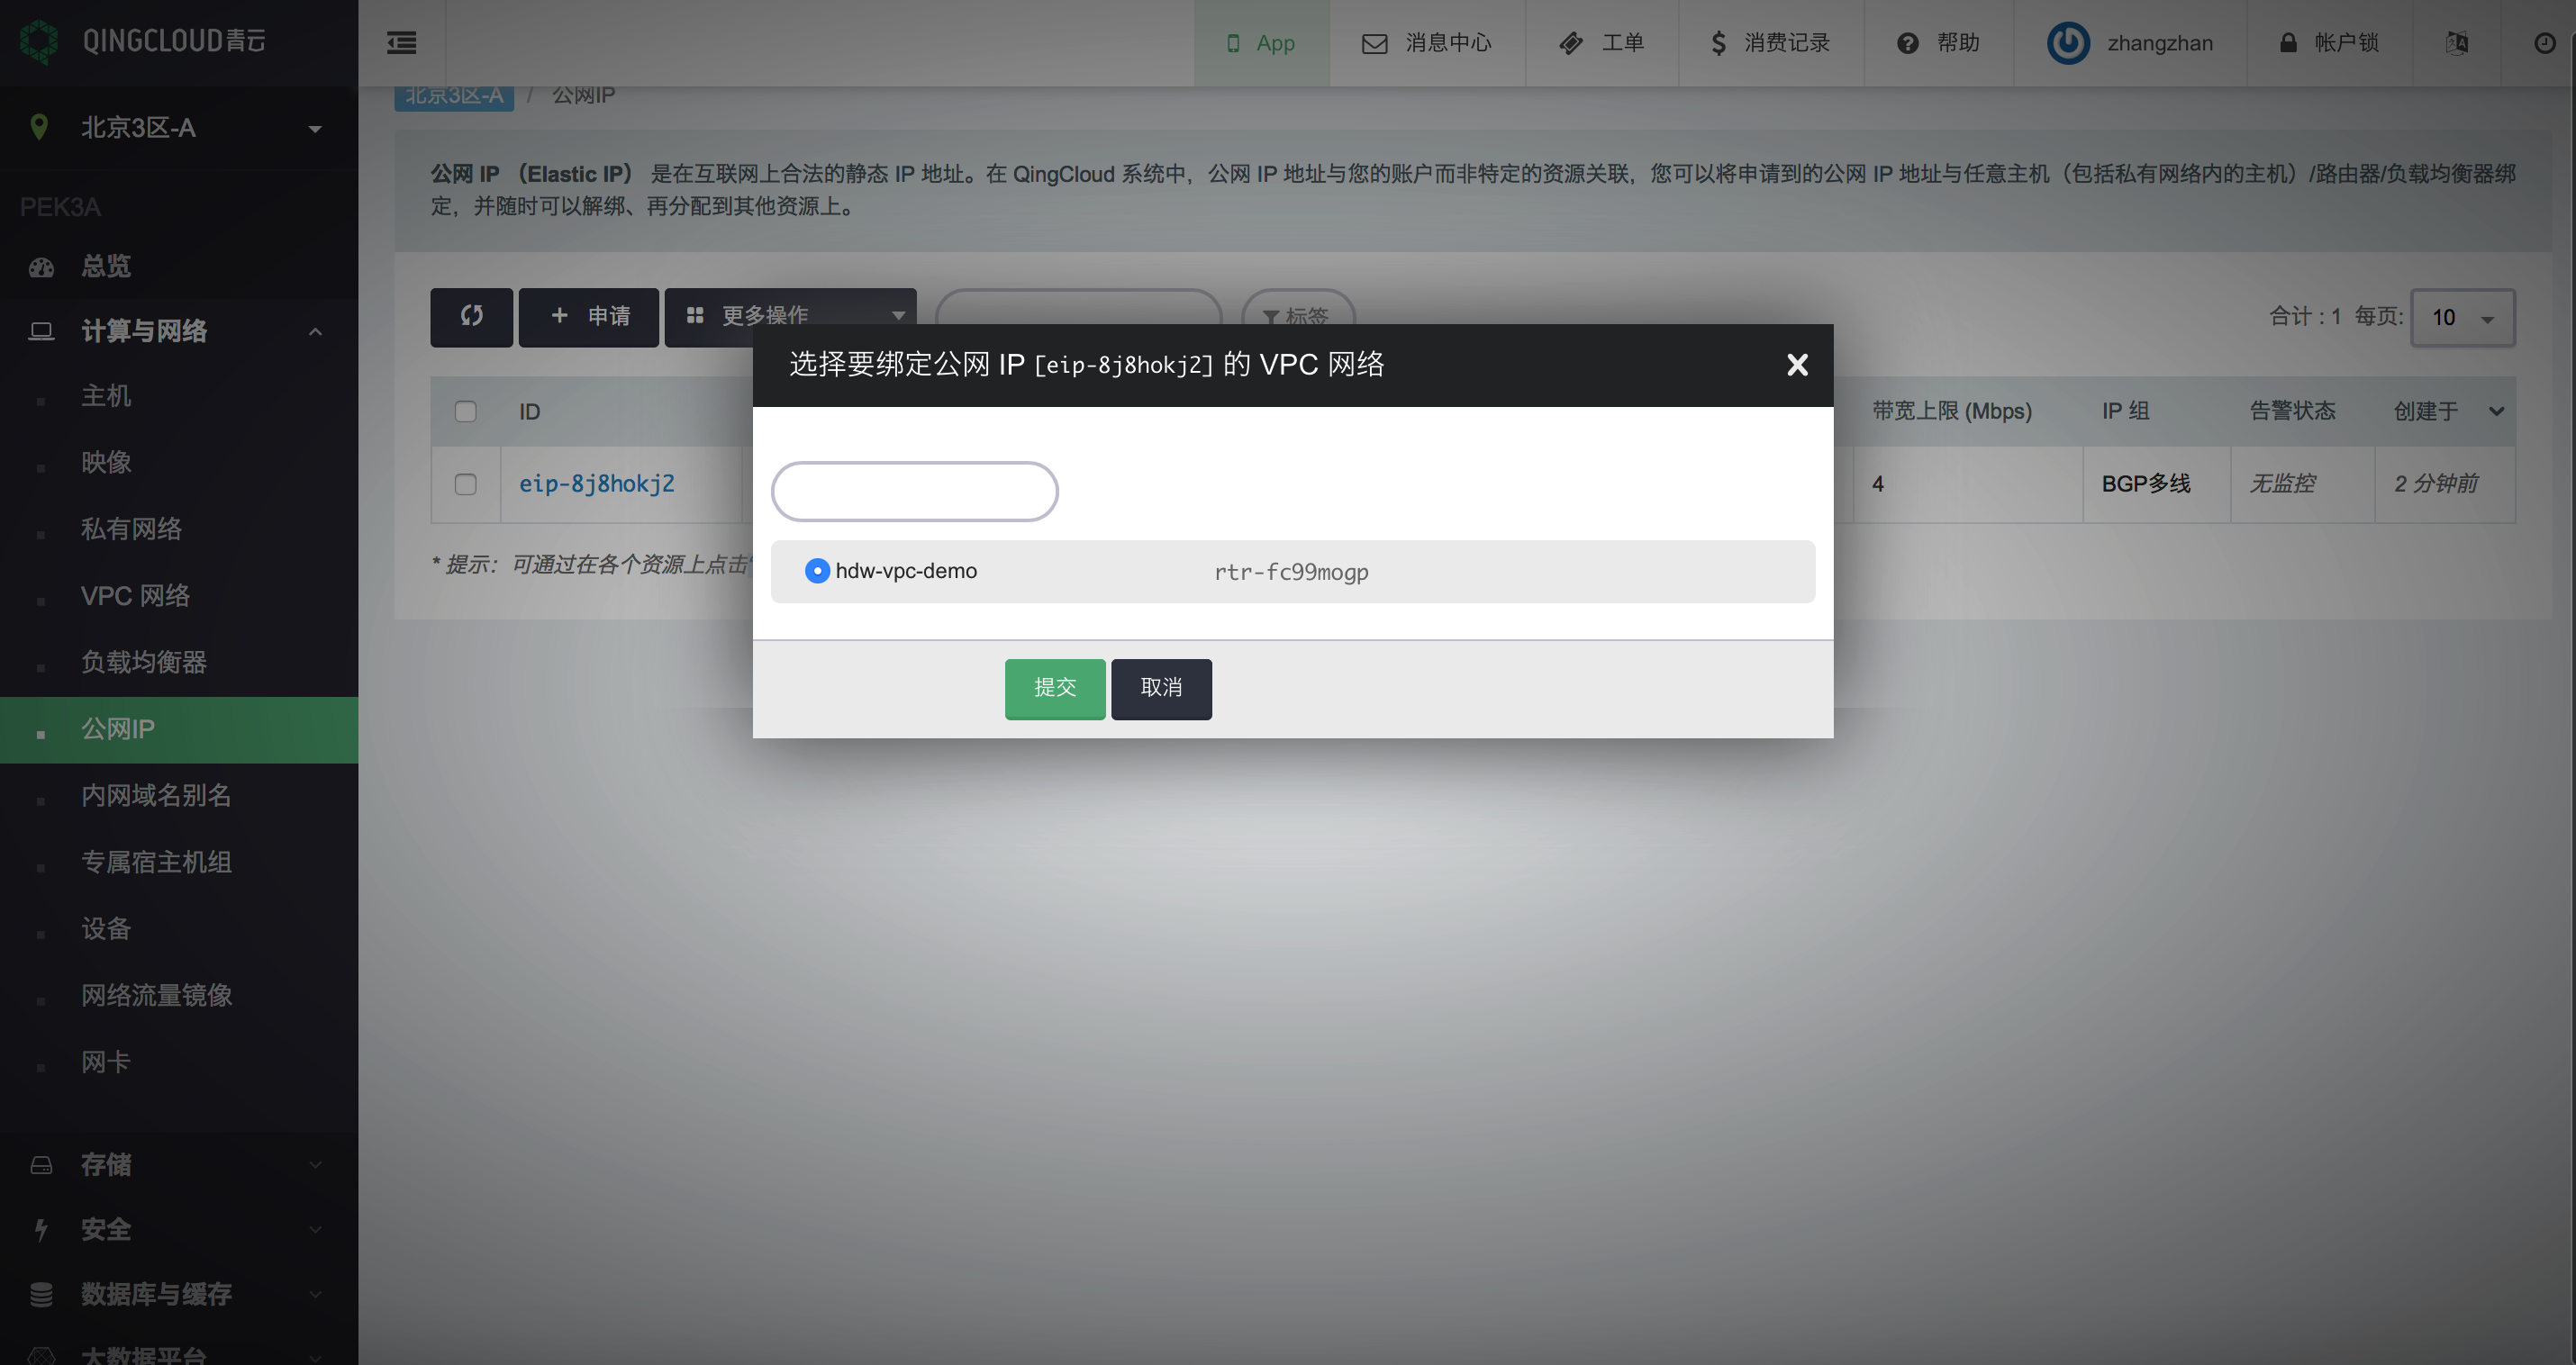 QINGCLOUD青云
App
消息中心
工单
消费记录
帮助
zhangzhan
帐户锁
北京3区-A
PEK3A
总览
计算与网络
主机
映像
私有网络
VPC 网络
负载均衡器
公网IP
内网域名别名
专属宿主机组
设备
网络流量镜像
网卡
存储
安全
数据库与缓存
大数据平台
北京3区-A / 公网IP
公网 IP （Elastic IP） 是在互联网上合法的静态 IP 地址。在 QingCloud 系统中，公网 IP 地址与您的账户而非特定的资源关联，您可以将申请到的公网 IP 地址与任意主机（包括私有网络内的主机）/路由器/负载均衡器绑
定，并随时可以解绑、再分配到其他资源上。
+ 申请
更多操作
标签
合计 : 1 每页: 10
ID
带宽上限 (Mbps)
IP 组
告警状态
创建于
eip-8j8hokj2
4
BGP多线
无监控
2 分钟前
* 提示：可通过在各个资源上点击
选择要绑定公网 IP [eip-8j8hokj2] 的 VPC 网络
hdw-vpc-demo
rtr-fc99mogp
提交
取消